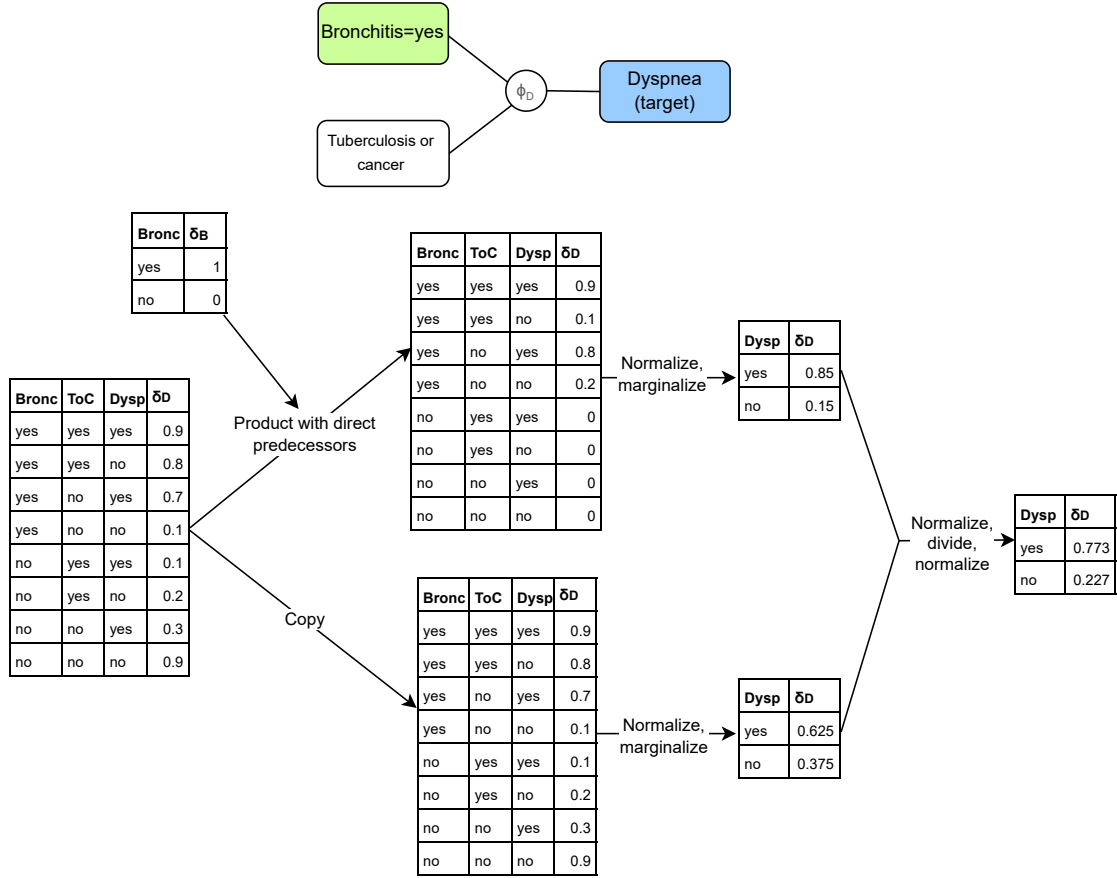 Bronchitis=yes
ϕD
Dyspnea
(target)
Tuberculosis or
cancer
Bronc δB
yes 1
no 0
Bronc ToC Dysp δD
yes yes yes 0.9
yes yes no 0.8
yes no yes 0.7
yes no no 0.1
no yes yes 0.1
no yes no 0.2
no no yes 0.3
no no no 0.9
Product with direct
predecessors
Copy
Bronc ToC Dysp δD
yes yes yes 0.9
yes yes no 0.1
yes no yes 0.8
yes no no 0.2
no yes yes 0
no yes no 0
no no yes 0
no no no 0
Normalize,
marginalize
Dysp δD
yes 0.85
no 0.15
Bronc ToC Dysp δD
yes yes yes 0.9
yes yes no 0.8
yes no yes 0.7
yes no no 0.1
no yes yes 0.1
no yes no 0.2
no no yes 0.3
no no no 0.9
Normalize,
marginalize
Dysp δD
yes 0.625
no 0.375
Normalize,
divide,
normalize
Dysp δD
yes 0.773
no 0.227